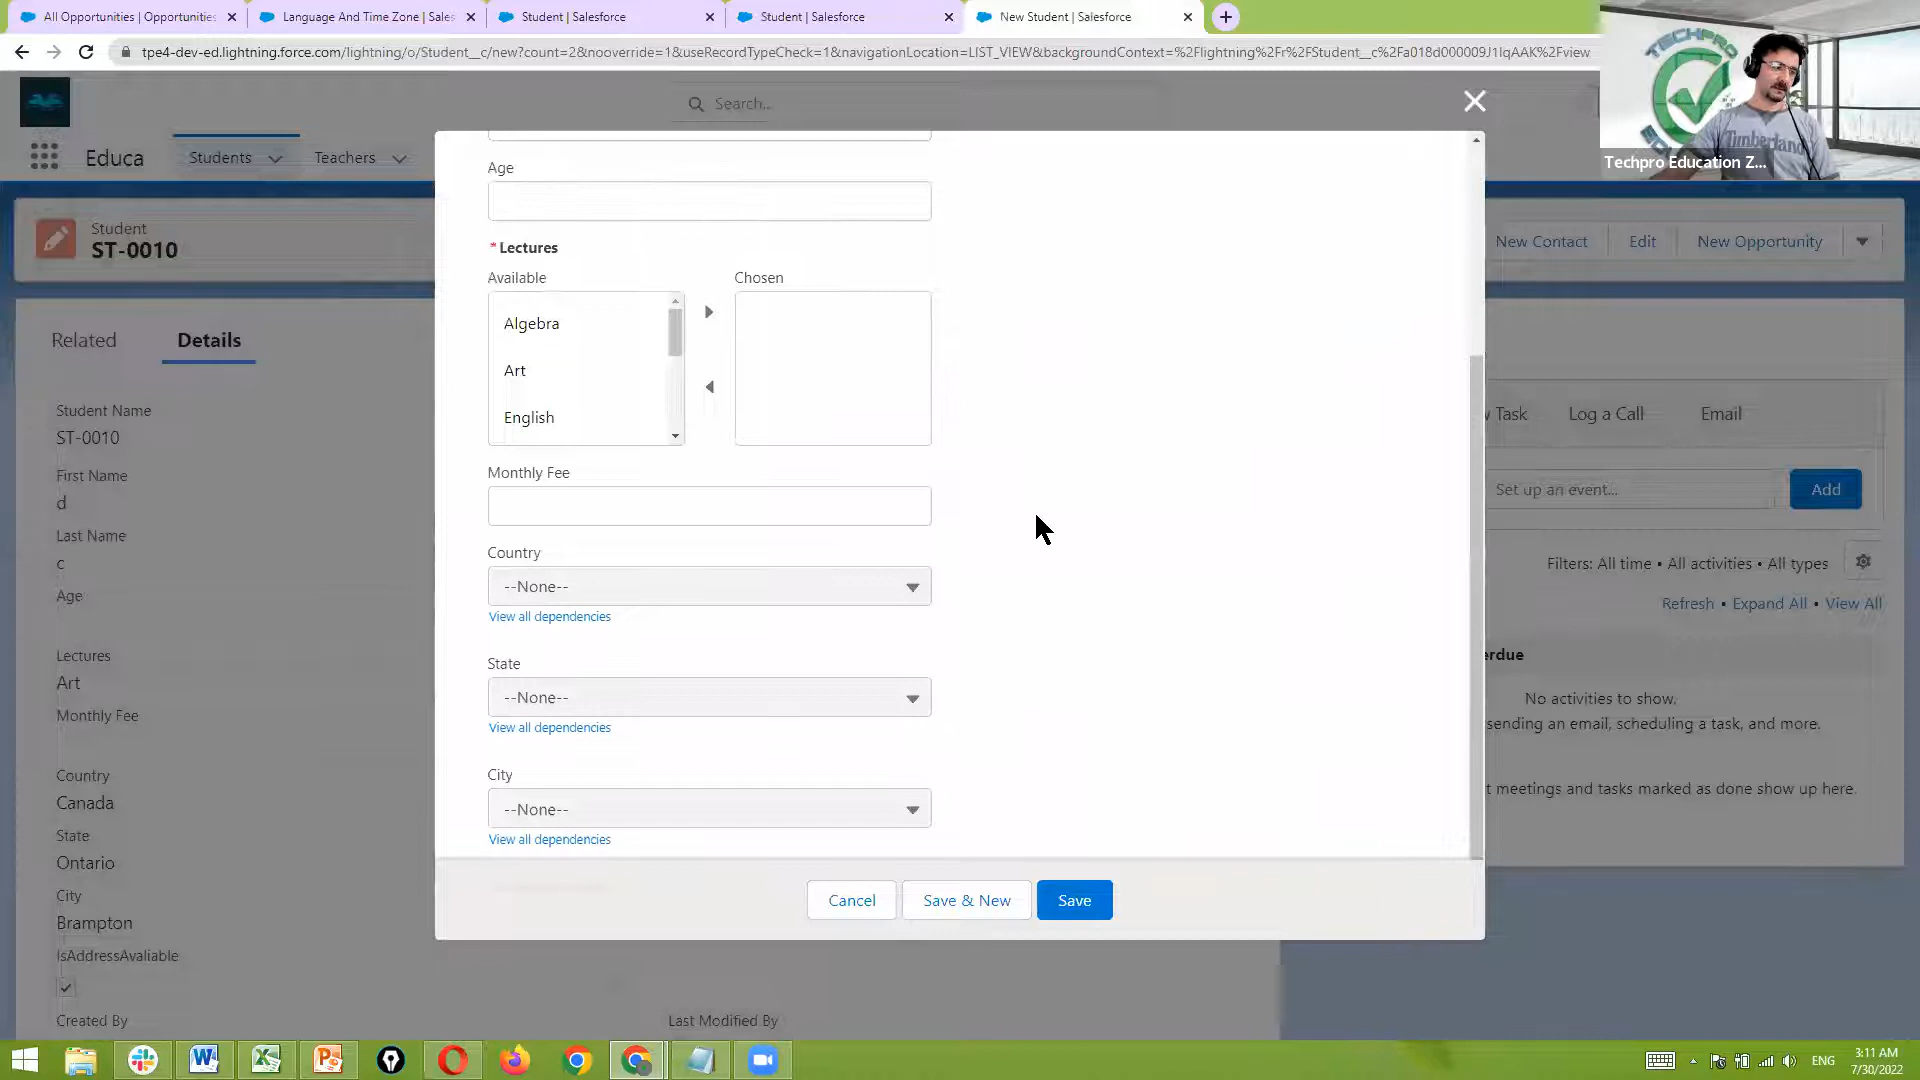 All Opportunities | Opportunities
Language And Time Zone | Sales
Student | Salesforce
Student | Salesforce
New Student | Salesforce
tpe4-dev-ed.lightning.force.com/lightning/o/Student__c/new?count=2&nooverride=1&useRecordTypeCheck=1&navigationLocation=LIST_VIEW&backgroundContext=%2Flightning%2Fr%2FStudent__c%2Fa018d000009J1IqAAK%2Fview
TECHPRO
Timberland
Techpro Education Z...
Search...
Educa
Students
Teachers
Student
ST-0010
New Contact
Edit
New Opportunity
Related
Details
Student Name
ST-0010
First Name
d
Last Name
c
Age
Lectures
Art
Monthly Fee
Country
Canada
State
Ontario
City
Brampton
IsAddressAvaliable
Created By
Last Modified By
Age
*Lectures
Available
Chosen
Algebra
Art
English
Monthly Fee
Country
--None--
View all dependencies
State
--None--
View all dependencies
City
--None--
View all dependencies
Cancel
Save & New
Save
Task
Log a Call
Email
Set up an event...
Add
Filters: All time • All activities • All types
Refresh • Expand All • View All
erdue
No activities to show.
sending an email, scheduling a task, and more.
t meetings and tasks marked as done show up here.
ENG
3:11 AM
7/30/2022